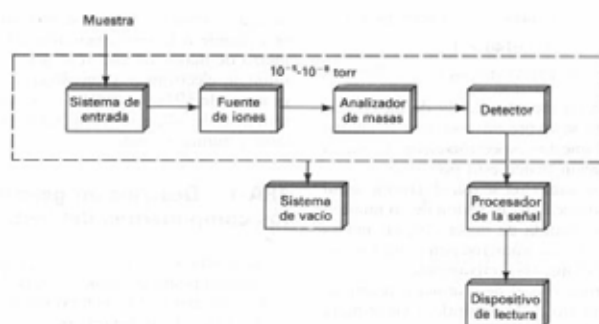 Muestra
10⁻⁵-10⁻⁸ torr
Sistema de
entrada
Fuente
de iones
Analizador
de masas
Detector
Sistema
de vacío
Procesador
de la señal
Dispositivo
de lectura